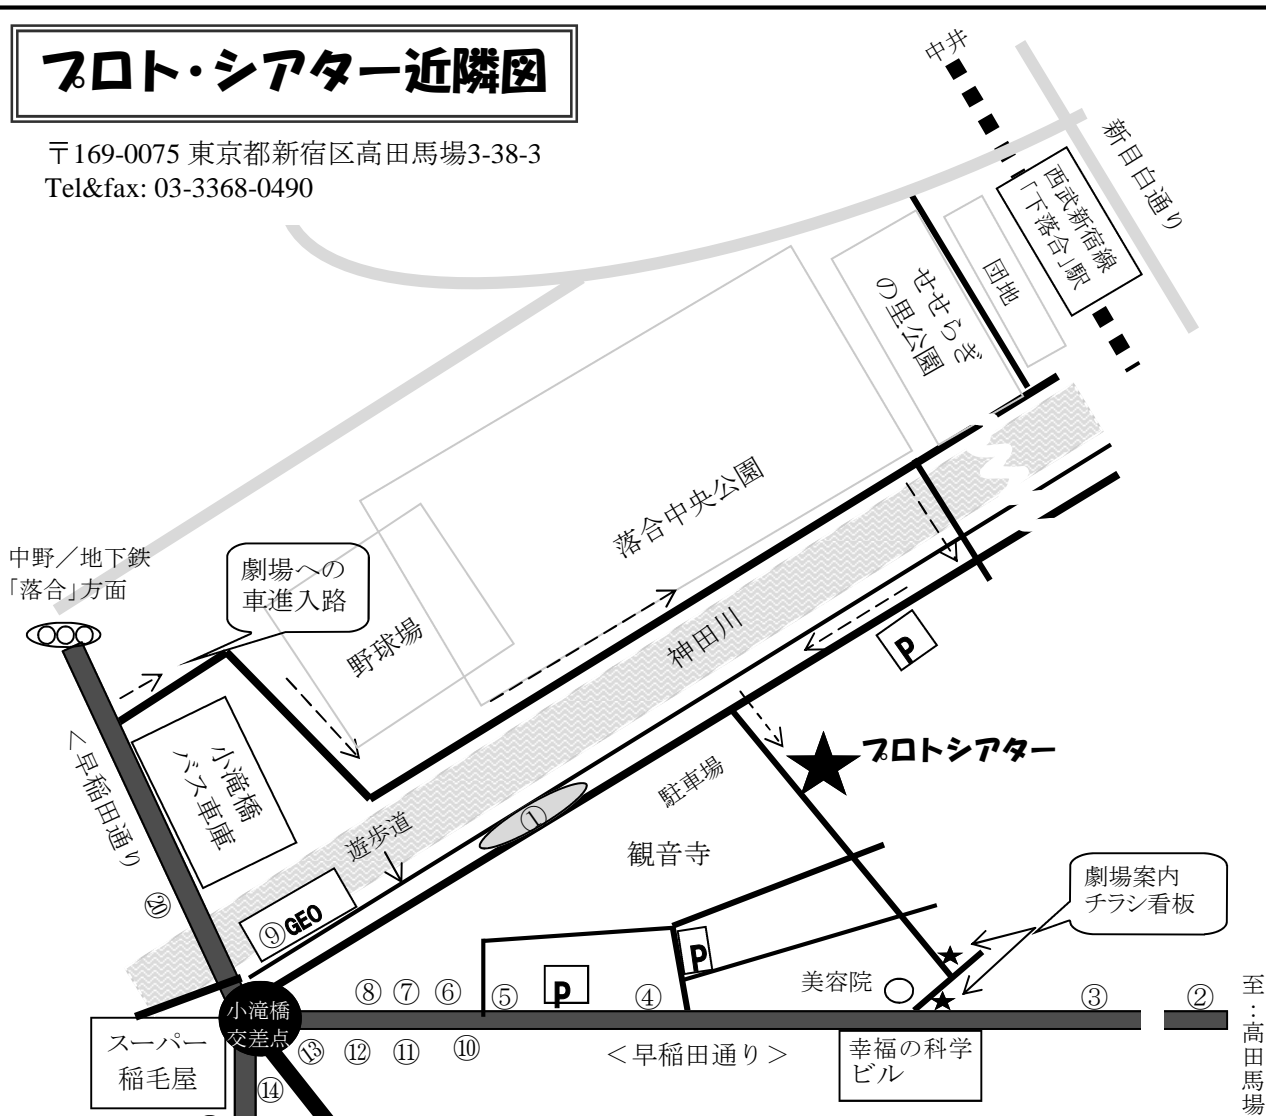 プロト・シアター近隣図
〒169-0075 東京都新宿区高田馬場3-38-3
Tel&fax: 03-3368-0490
中井
新目白通り
西武新宿線
「下落合」駅
団地
せせらぎ
の里公園
落合中央公園
野球場
神田川
中野／地下鉄
「落合」方面
劇場への
車進入路
P
＜早稲田通り
小滝橋
バス車庫
プロトシアター
駐車場
①
遊歩道
観音寺
劇場案内
チラシ看板
⑳
⑨GEO
P
P
美容院
⑧ ⑦ ⑥ ⑤ ④ ③ ②
小滝橋
交差点
至：高田馬場
スーパー
稲毛屋
⑬ ⑫ ⑪ ⑩
＜早稲田通り＞
幸福の科学
ビル
⑭